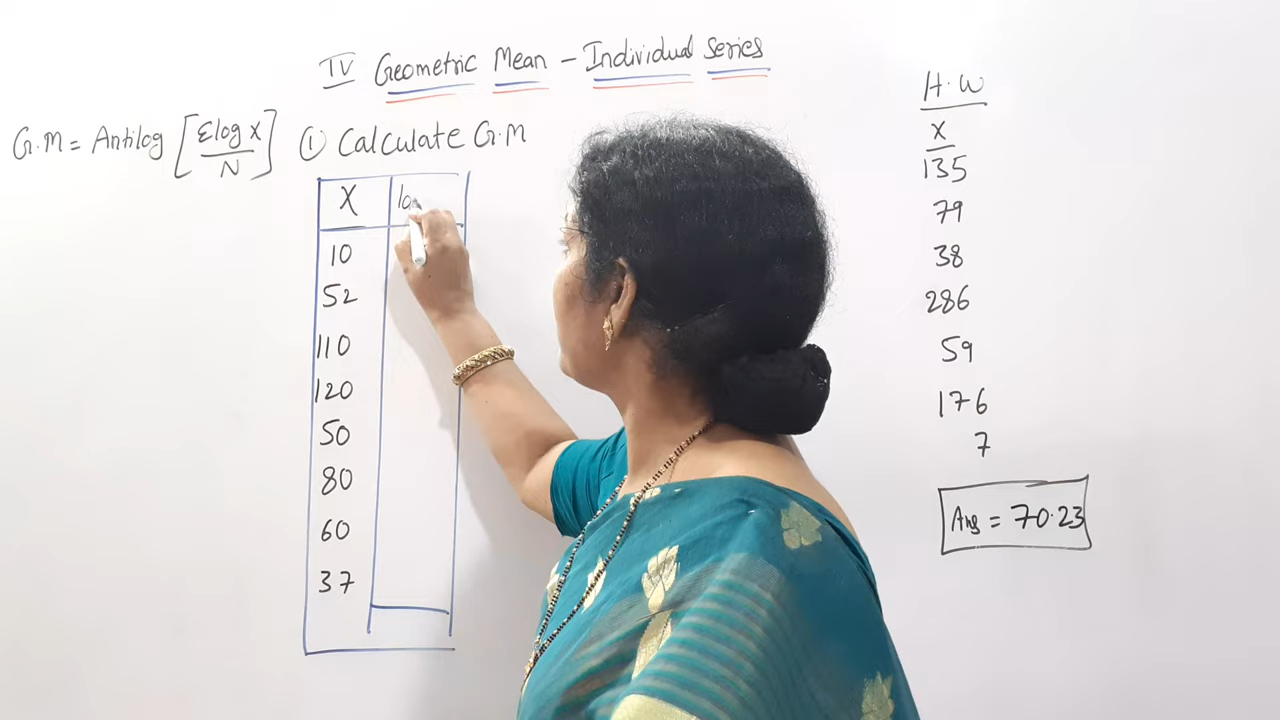 IV Geometric Mean - Individual Series
G.M = Antilog [Σlog X / N]
① Calculate G.M
X lo
10
52
110
120
50
80
60
37
H.W
X
135
79
38
286
59
176
7
Ans = 70.23